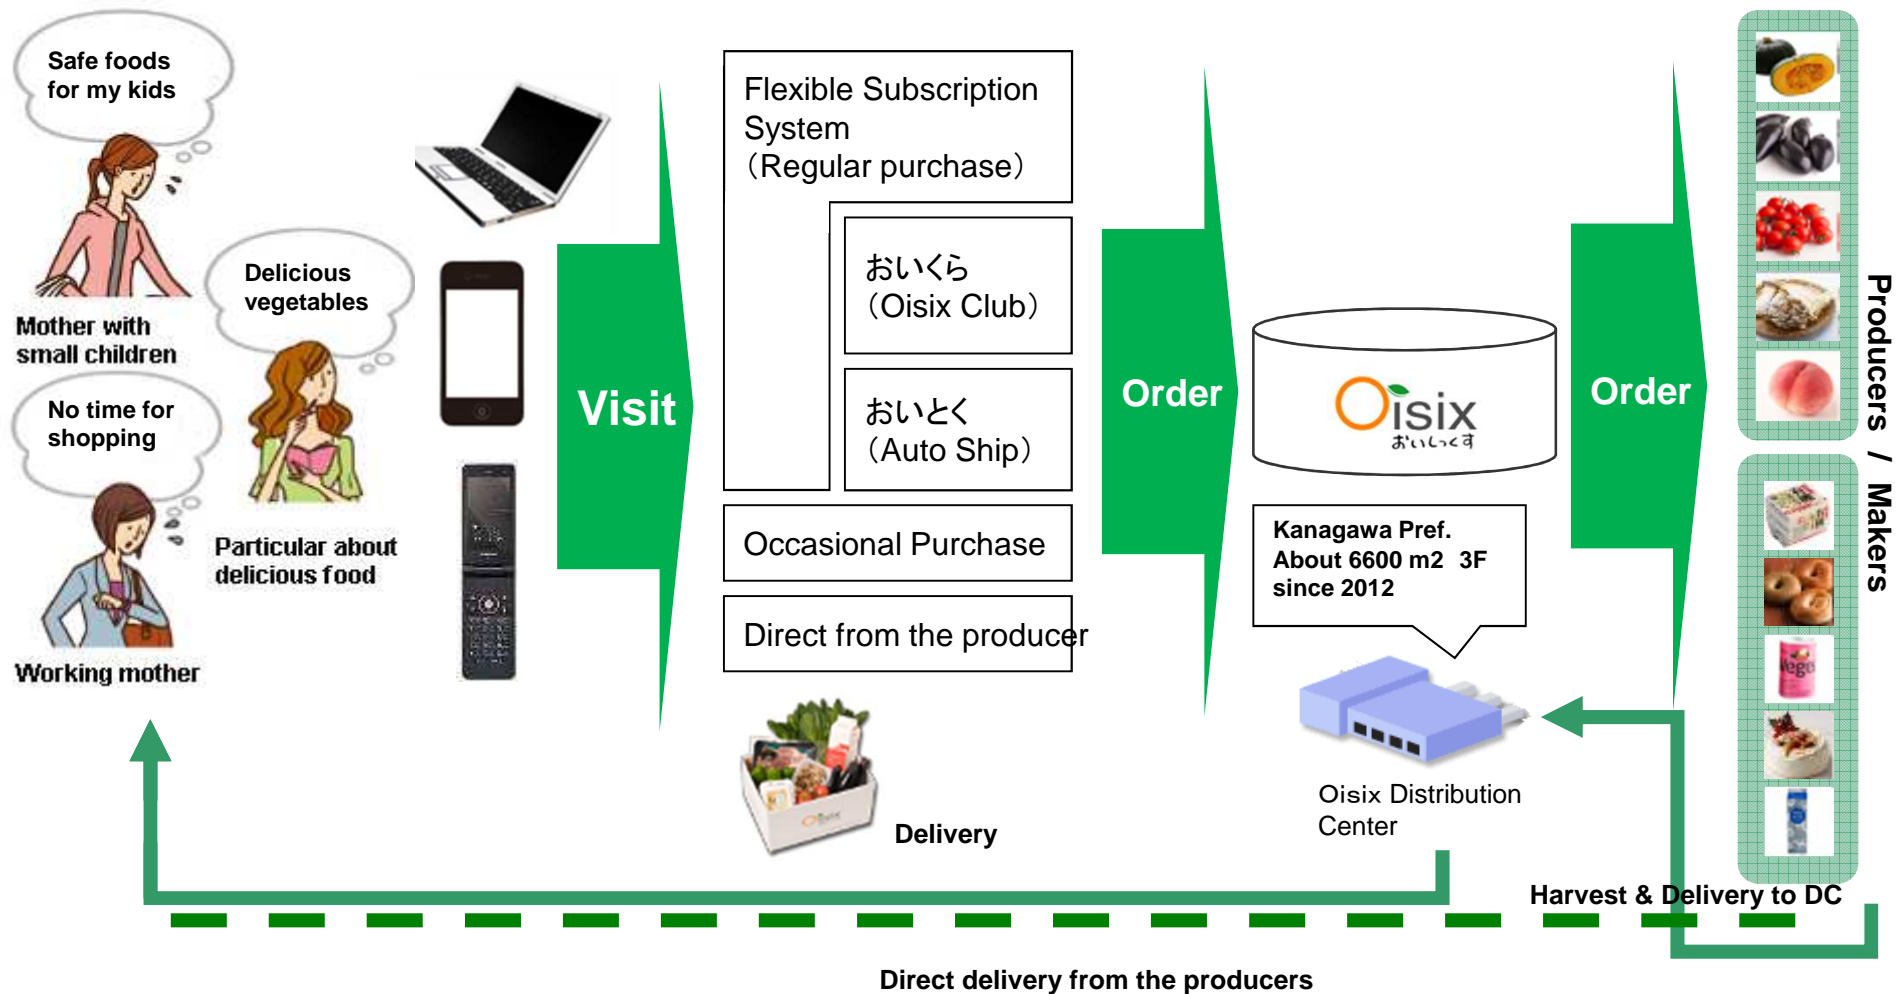 Safe foods
for my kids
Mother with
small children
Delicious
vegetables
Particular about
delicious food
No time for
shopping
Working mother
Visit
Flexible Subscription
System
（Regular purchase）
おいくら
（Oisix Club）
おいとく
（Auto Ship）
Occasional Purchase
Direct from the producer
Order
Oisix
おいしっくす
Kanagawa Pref.
About 6600 m2 3F
since 2012
Oisix Distribution
Center
Order
Producers / Makers
Delivery
Harvest & Delivery to DC
Direct delivery from the producers